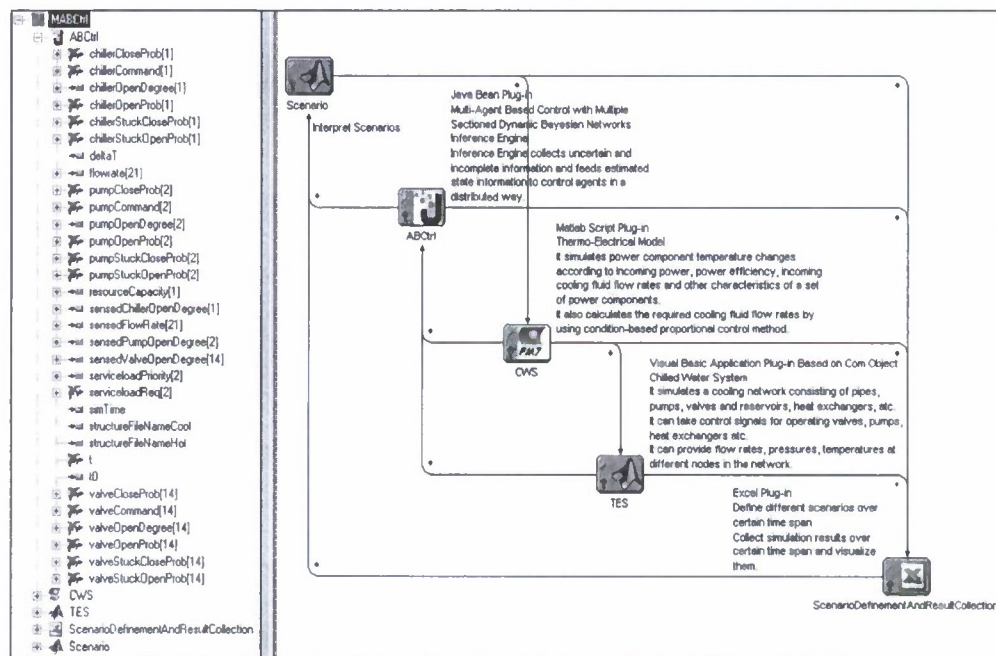 MABCtrl
ABCtrl
chillerCloseProb[1]
chillerCommand[1]
chillerOpenDegree[1]
chillerOpenProb[1]
chillerStuckCloseProb[1]
chillerStuckOpenProb[1]
deltaT
flowrate[21]
pumpCloseProb[2]
pumpCommand[2]
pumpOpenDegree[2]
pumpOpenProb[2]
pumpStuckCloseProb[2]
pumpStuckOpenProb[2]
resourceCapacity[1]
sensedChillerOpenDegree[1]
sensedFlowRate[21]
sensedPumpOpenDegree[2]
sensedValveOpenDegree[14]
serviceloadPriority[2]
serviceloadReq[2]
simTime
structureFileNameCool
structureFileNameHoi
t
t0
valveCloseProb[14]
valveCommand[14]
valveOpenDegree[14]
valveOpenProb[14]
valveStuckCloseProb[14]
valveStuckOpenProb[14]
CWS
TES
ScenarioDefinementAndResultCollection
Scenario
Scenario
Interpret Scenarios
Java Bean Plug-in
Multi-Agent Based Control with Multiple
Sectioned Dynamic Bayesian Networks
Inference Engine
Inference Engine collects uncertain and
incomplete information and feeds estimated
state information to control agents in a
distributed way.
ABCtrl
Matlab Script Plug-in
Thermo-Electrical Model
It simulates power component temperature changes
according to incoming power, power efficiency, incoming
cooling fluid flow rates and other characteristics of a set
of power components.
It also calculates the required cooling fluid flow rates by
using condition-based proportional control method.
FM7
CWS
Visual Basic Application Plug-in Based on Com Object
Chilled Water System
It simulates a cooling network consisting of pipes,
pumps, valves and reservoirs, heat exchangers, etc.
It can take control signals for operating valves, pumps,
heat exchangers etc.
It can provide flow rates, pressures, temperatures at
different nodes in the network.
TES
Excel Plug-in
Define different scenarios over
certain time span
Collect simulation results over
certain time span and visualize
them.
ScenarioDefinementAndResultCollection